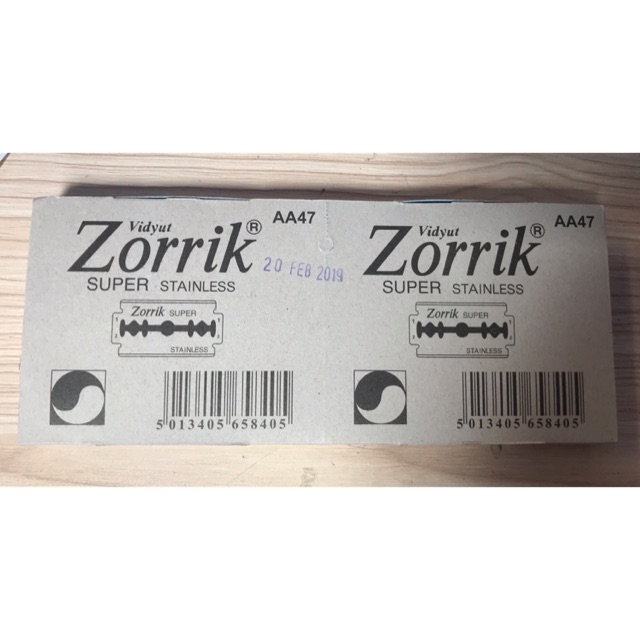 Vidyut
Zorrik®
AA47
SUPER STAINLESS
Zorrik SUPER
STAINLESS
5 013405 658405
20 FEB 2019
Vidyut
Zorrik®
AA47
SUPER STAINLESS
Zorrik SUPER
STAINLESS
5 013405 658405